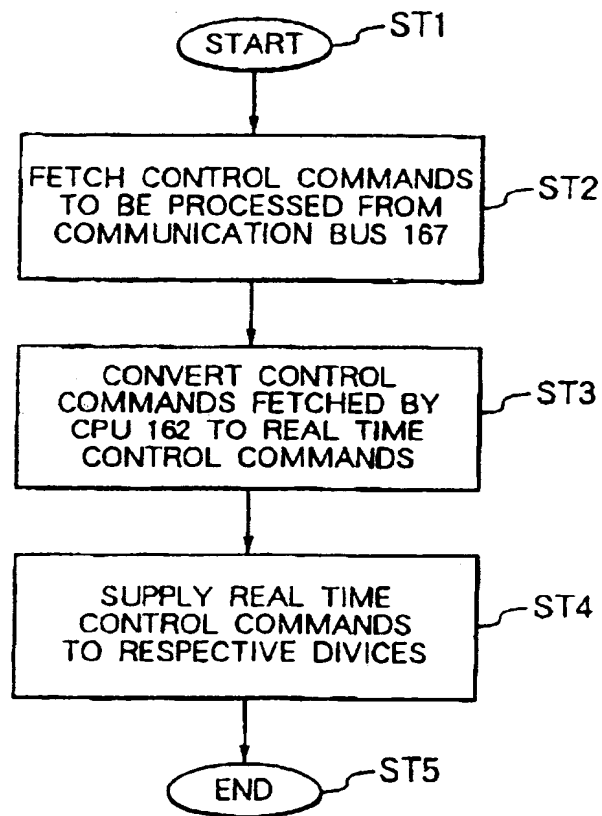 START
ST1
FETCH CONTROL COMMANDS
TO BE PROCESSED FROM
COMMUNICATION BUS 167
ST2
CONVERT CONTROL
COMMANDS FETCHED BY
CPU 162 TO REAL TIME
CONTROL COMMANDS
ST3
SUPPLY REAL TIME
CONTROL COMMANDS
TO RESPECTIVE DIVICES
ST4
END
ST5